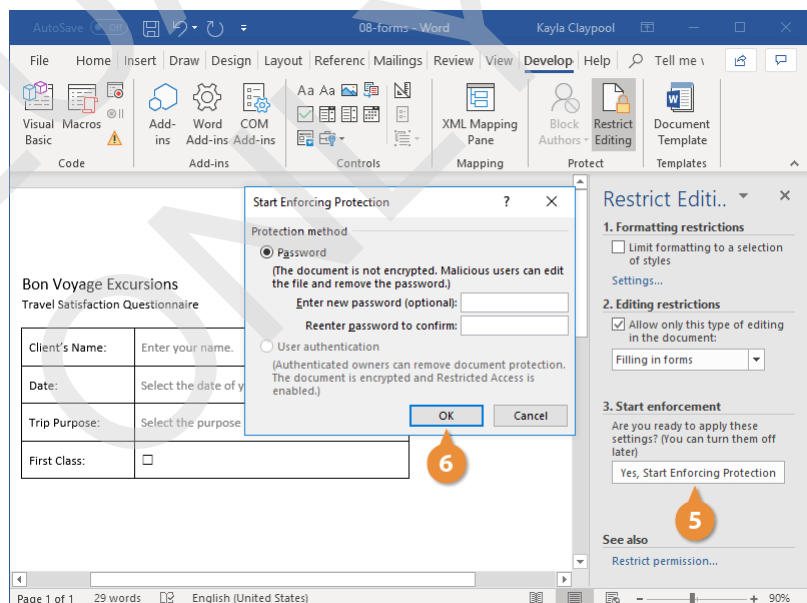 AutoSave Off 08-forms - Word Kayla Claypool
File Home Insert Draw Design Layout Referenc Mailings Review View Develop Help Tell me
Visual Basic
Macros
Add-ins
Word Add-ins
COM Add-ins
Aa Aa
XML Mapping Pane
Block Authors
Restrict Editing
Document Template
Code Add-ins Controls Mapping Protect Templates
Start Enforcing Protection ? ×
Protection method
Password
(The document is not encrypted. Malicious users can edit
the file and remove the password.)
Enter new password (optional):
Reenter password to confirm:
User authentication
(Authenticated owners can remove document protection.
The document is encrypted and Restricted Access is
enabled.)
OK Cancel
6
Bon Voyage Excursions
Travel Satisfaction Questionnaire
Client's Name: Enter your name.
Date: Select the date of y
Trip Purpose: Select the purpose
First Class:
Restrict Editi..
1. Formatting restrictions
Limit formatting to a selection
of styles
Settings...
2. Editing restrictions
Allow only this type of editing
in the document:
Filling in forms
3. Start enforcement
Are you ready to apply these
settings? (You can turn them off
later)
Yes, Start Enforcing Protection
5
See also
Restrict permission...
Page 1 of 1 29 words English (United States) 90%